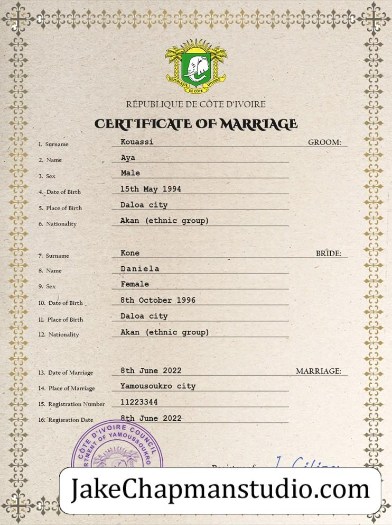 RÉPUBLIQUE DE CÔTE D'IVOIRE
CERTIFICATE OF MARRIAGE
1. Surname Kouassi GROOM:
2. Name Aya
3. Sex Male
4. Date of Birth 15th May 1994
5. Place of Birth Daloa city
6. Nationality Akan (ethnic group)
7. Surname Kone BRIDE:
8. Name Daniela
9. Sex Female
10. Date of Birth 8th October 1996
11. Place of Birth Daloa city
12. Nationality Akan (ethnic group)
13. Date of Marriage 8th June 2022 MARRIAGE:
14. Place of Marriage Yamousoukro city
15. Registration Number 11223344
16. Registration Date 8th June 2022
CÔTE D'IVOIRE COUNCIL
OF YAMOUSSOUKRO
JakeChapmanstudio.com